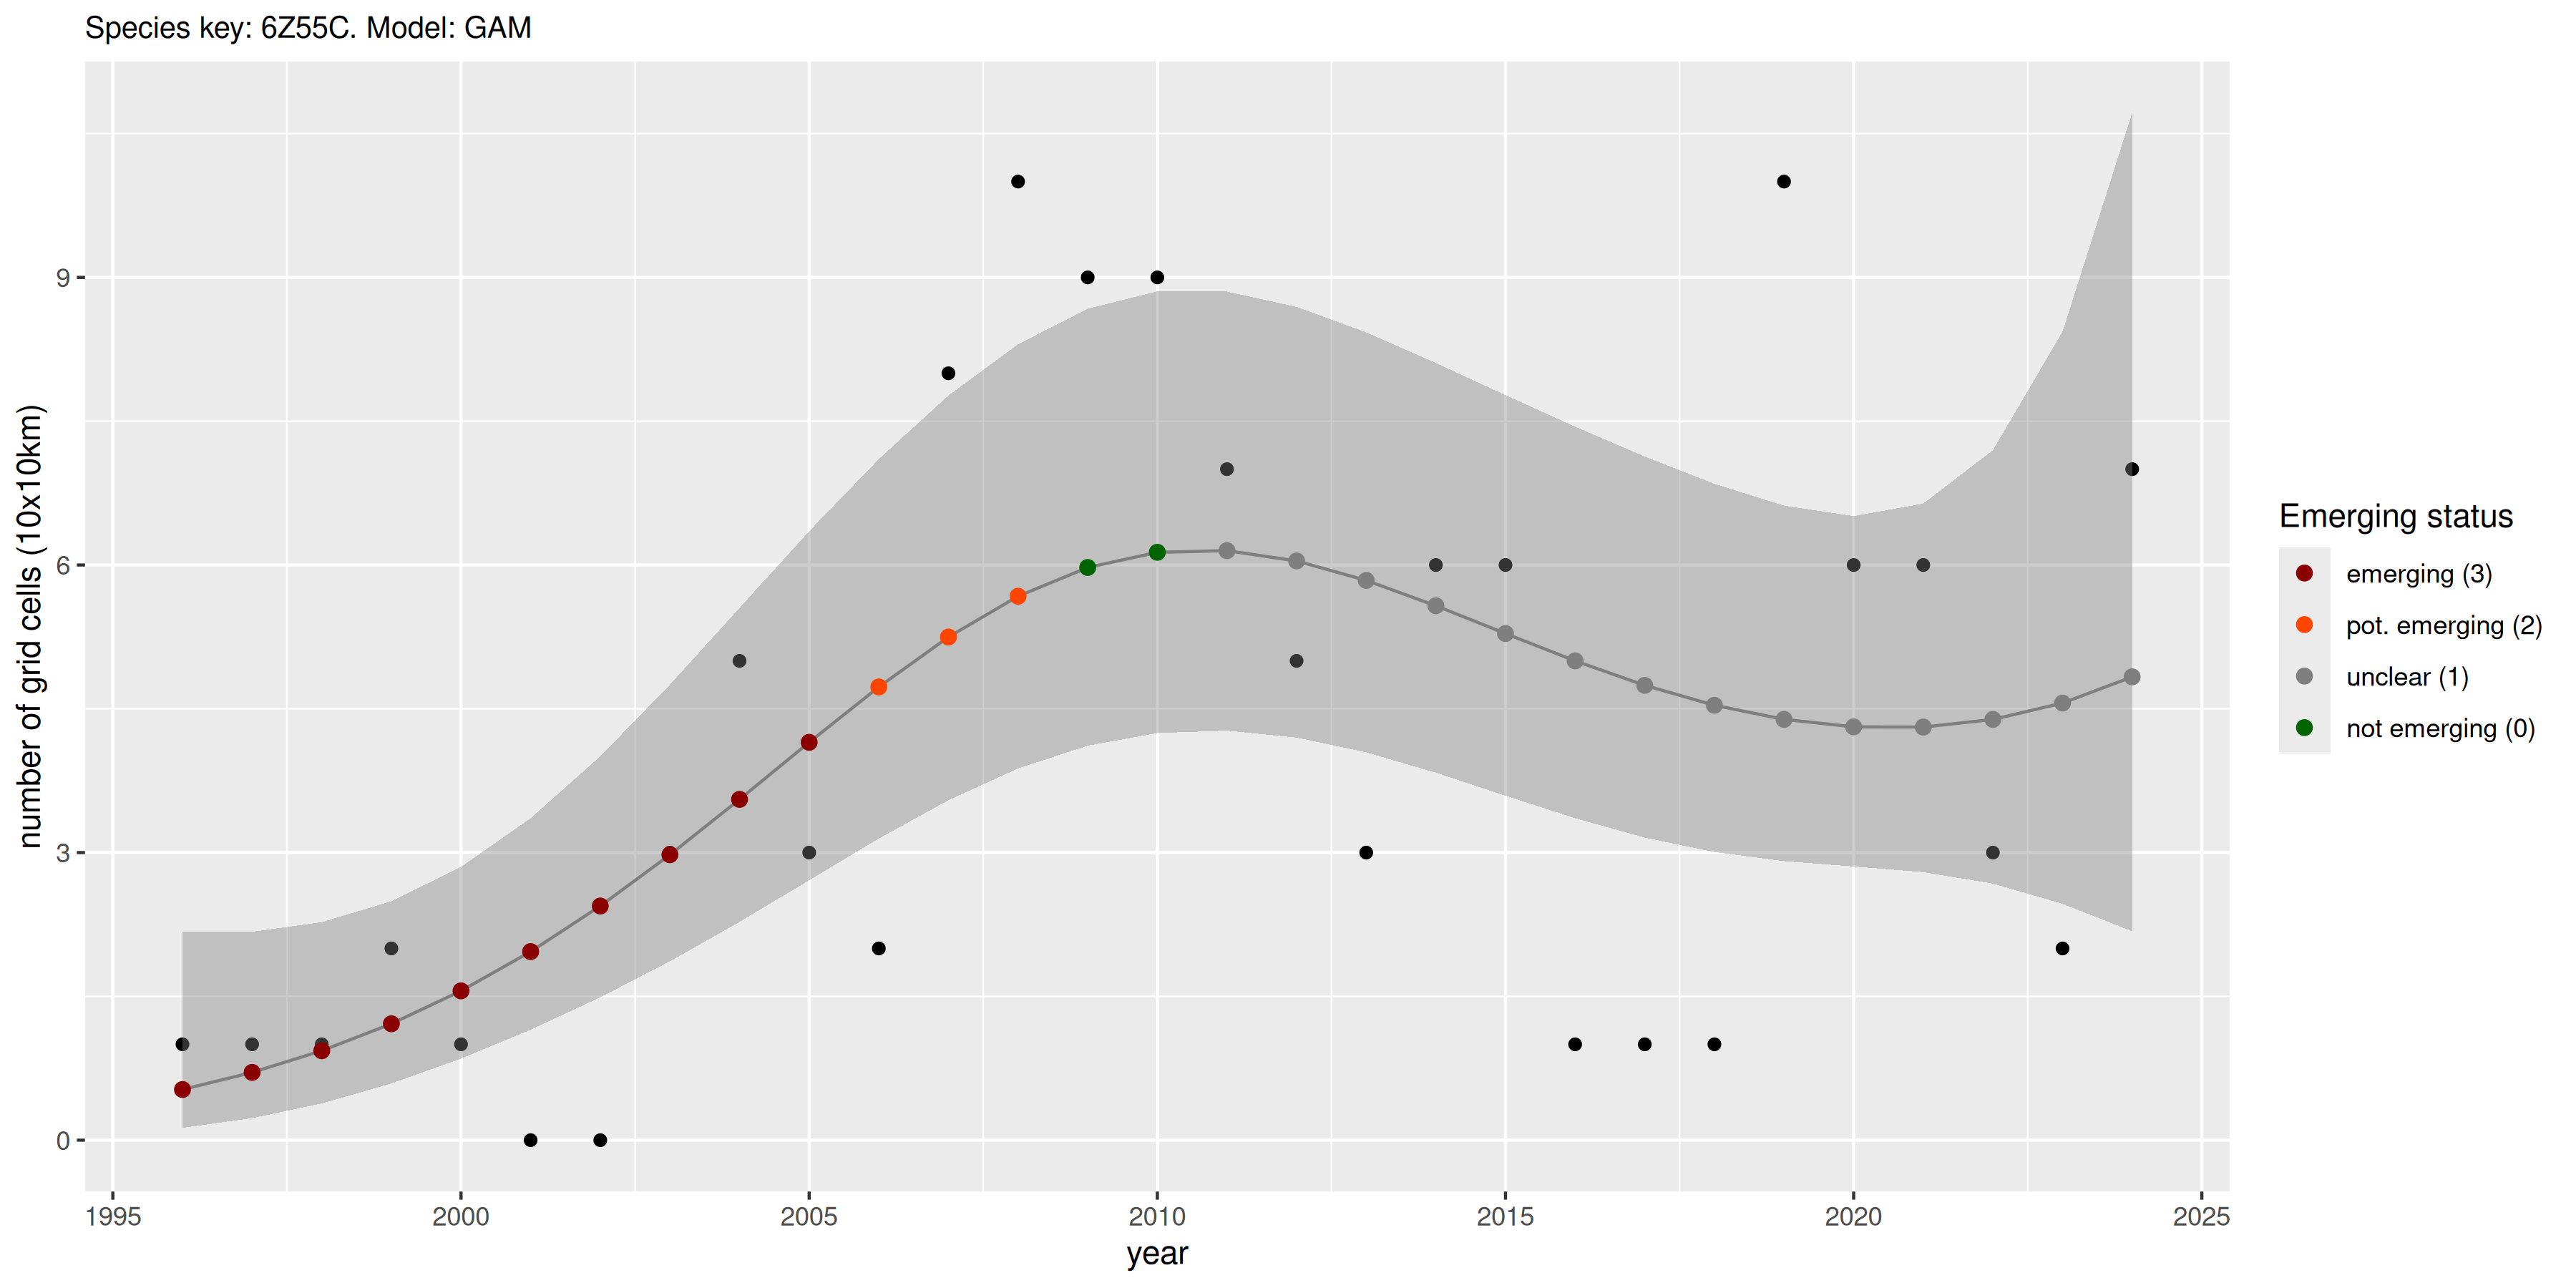 Species key: 6Z55C. Model: GAM
number of grid cells (10x10km)
9
6
3
0
1995
2000
2005
2010
2015
2020
2025
year
Emerging status
emerging (3)
pot. emerging (2)
unclear (1)
not emerging (0)